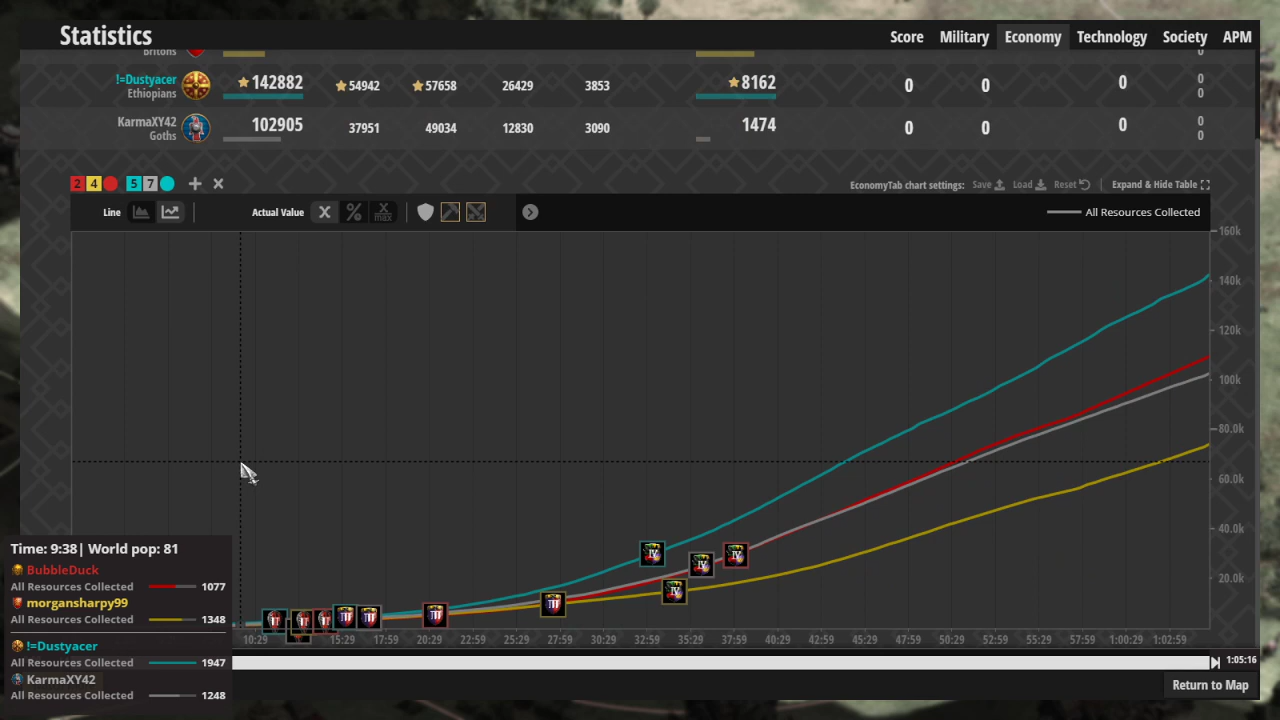 Statistics
Score Military Economy Technology Society APM
Britons 0
!=Dustyacer 142882 54942 57658 26429 3853 8162 0 0 0 0
Ethiopians 0
KarmaXY42 102905 37951 49034 12830 3090 1474 0 0 0 0
Goths 0
2 4 5 7 EconomyTab chart settings: Save Load Reset Expand & Hide Table
Line Actual Value X % X/max All Resources Collected
160k
140k
120k
100k
80.0k
60.0k
40.0k
20.0k
10:29 15:29 17:59 20:29 22:59 25:29 27:59 30:29 32:59 35:29 37:59 40:29 42:59 45:29 47:59 50:29 52:59 55:29 57:59 1:00:29 1:02:59
1:05:16
Return to Map
Time: 9:38| World pop: 81
BubbleDuck
All Resources Collected 1077
morgansharpy99
All Resources Collected 1348
!=Dustyacer
All Resources Collected 1947
KarmaXY42
All Resources Collected 1248